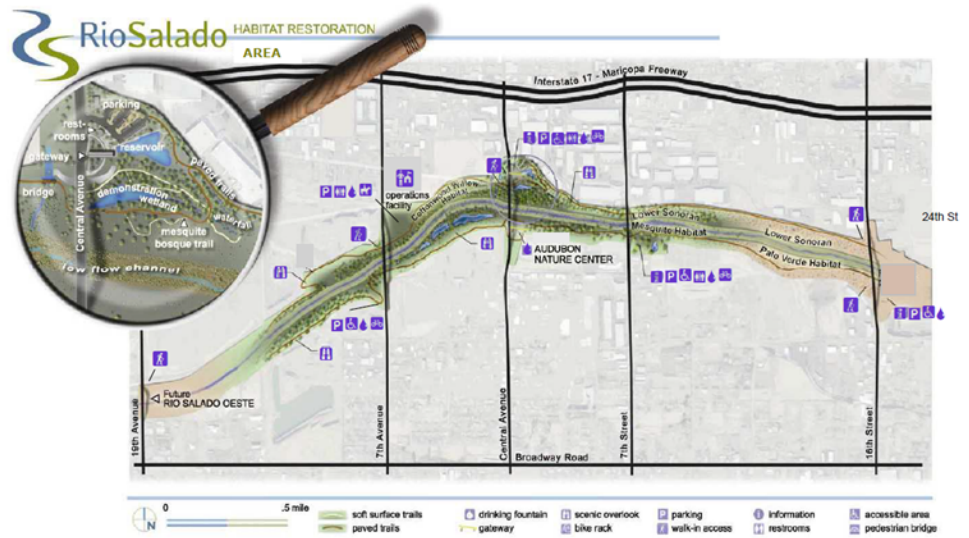 RioSalado HABITAT RESTORATION
AREA
Interstate 17 - Maricopa Freeway
parking
rest-
rooms
reservoir
gateway
paved trails
bridge
demonstration
wetland
waterfall
Central Avenue
mesquite
bosque trail
low flow channel
P
operations
facility
Cottonwood Willow
Habitat
P
Lower Sonoran
Mesquite Habitat
24th St
Lower Sonoran
Palo Verde Habitat
AUDUBON
NATURE CENTER
P
P
P
Future
RIO SALADO OESTE
19th Avenue
7th Avenue
Central Avenue
7th Street
16th Street
Broadway Road
0 .5 mile
N
soft surface trails
paved trails
drinking fountain
gateway
scenic overlook
bike rack
P parking
walk-in access
information
restrooms
accessible area
pedestrian bridge